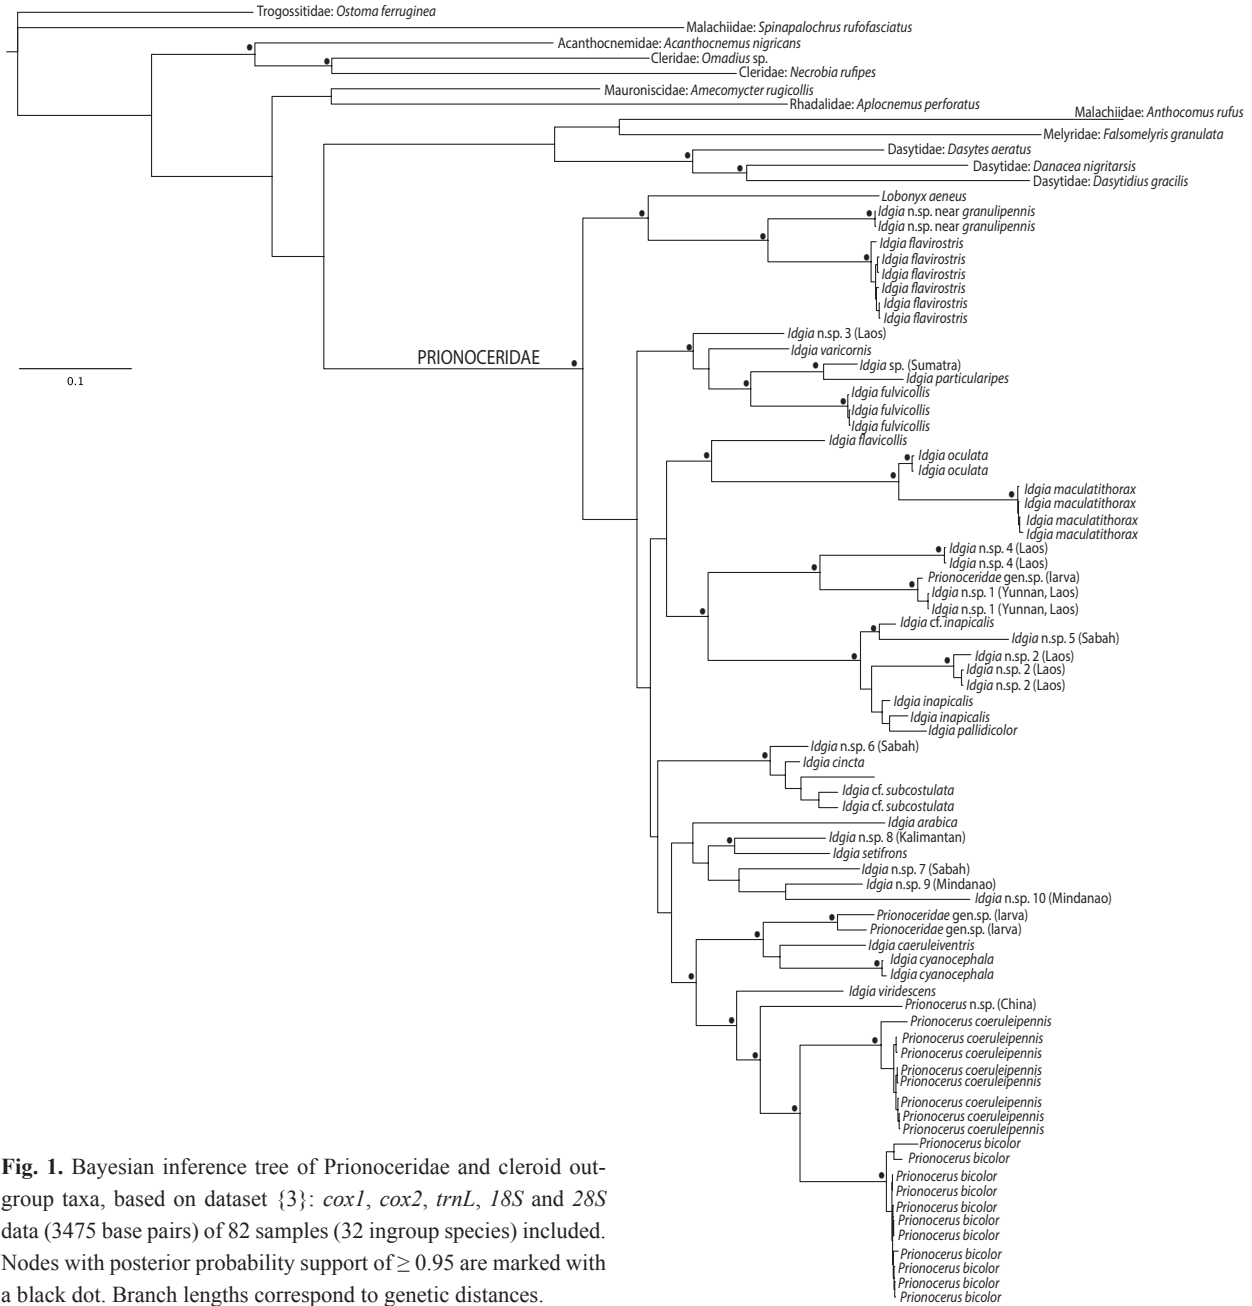 Trogossitidae: Ostoma ferruginea
Malachiidae: Spinapalochrus rufofasciatus
Acanthocnemidae: Acanthocnemus nigricans
Cleridae: Omadius sp.
Cleridae: Necrobia rufipes
Mauroniscidae: Amecomycter rugicollis
Rhadalidae: Aplocnemus perforatus
Malachiidae: Anthocomus rufus
Melyridae: Falsomelyris granulata
Dasytidae: Dasytes aeratus
Dasytidae: Danacea nigritarsis
Dasytidae: Dasytidius gracilis
Lobonyx aeneus
Idgia n.sp. near granulipennis
Idgia n.sp. near granulipennis
Idgia flavirostris
Idgia flavirostris
Idgia flavirostris
Idgia flavirostris
Idgia flavirostris
Idgia flavirostris
Idgia n.sp. 3 (Laos)
Idgia varicornis
PRIONOCERIDAE
Idgia sp. (Sumatra)
Idgia particularipes
0.1
Idgia fulvicollis
Idgia fulvicollis
Idgia fulvicollis
Idgia flavicollis
Idgia oculata
Idgia oculata
Idgia maculatithorax
Idgia maculatithorax
Idgia maculatithorax
Idgia maculatithorax
Idgia n.sp. 4 (Laos)
Idgia n.sp. 4 (Laos)
Prionoceridae gen.sp. (larva)
Idgia n.sp. 1 (Yunnan, Laos)
Idgia n.sp. 1 (Yunnan, Laos)
Idgia cf. inapicalis
Idgia n.sp. 5 (Sabah)
Idgia n.sp. 2 (Laos)
Idgia n.sp. 2 (Laos)
Idgia n.sp. 2 (Laos)
Idgia inapicalis
Idgia inapicalis
Idgia pallidicolor
Idgia n.sp. 6 (Sabah)
Idgia cincta
Idgia cf. subcostulata
Idgia cf. subcostulata
Idgia arabica
Idgia n.sp. 8 (Kalimantan)
Idgia setifrons
Idgia n.sp. 7 (Sabah)
Idgia n.sp. 9 (Mindanao)
Idgia n.sp. 10 (Mindanao)
Prionoceridae gen.sp. (larva)
Prionoceridae gen.sp. (larva)
Idgia caeruleiventris
Idgia cyanocephala
Idgia cyanocephala
Idgia viridescens
Prionocerus n.sp. (China)
Prionocerus coeruleipennis
Prionocerus coeruleipennis
Prionocerus coeruleipennis
Prionocerus coeruleipennis
Prionocerus coeruleipennis
Prionocerus coeruleipennis
Prionocerus coeruleipennis
Prionocerus coeruleipennis
Prionocerus bicolor
Prionocerus bicolor
Prionocerus bicolor
Prionocerus bicolor
Prionocerus bicolor
Prionocerus bicolor
Prionocerus bicolor
Prionocerus bicolor
Prionocerus bicolor
Prionocerus bicolor
Prionocerus bicolor
Fig. 1. Bayesian inference tree of Prionoceridae and cleroid out-
group taxa, based on dataset {3}: cox1, cox2, trnL, 18S and 28S
data (3475 base pairs) of 82 samples (32 ingroup species) included.
Nodes with posterior probability support of ≥ 0.95 are marked with
a black dot. Branch lengths correspond to genetic distances.